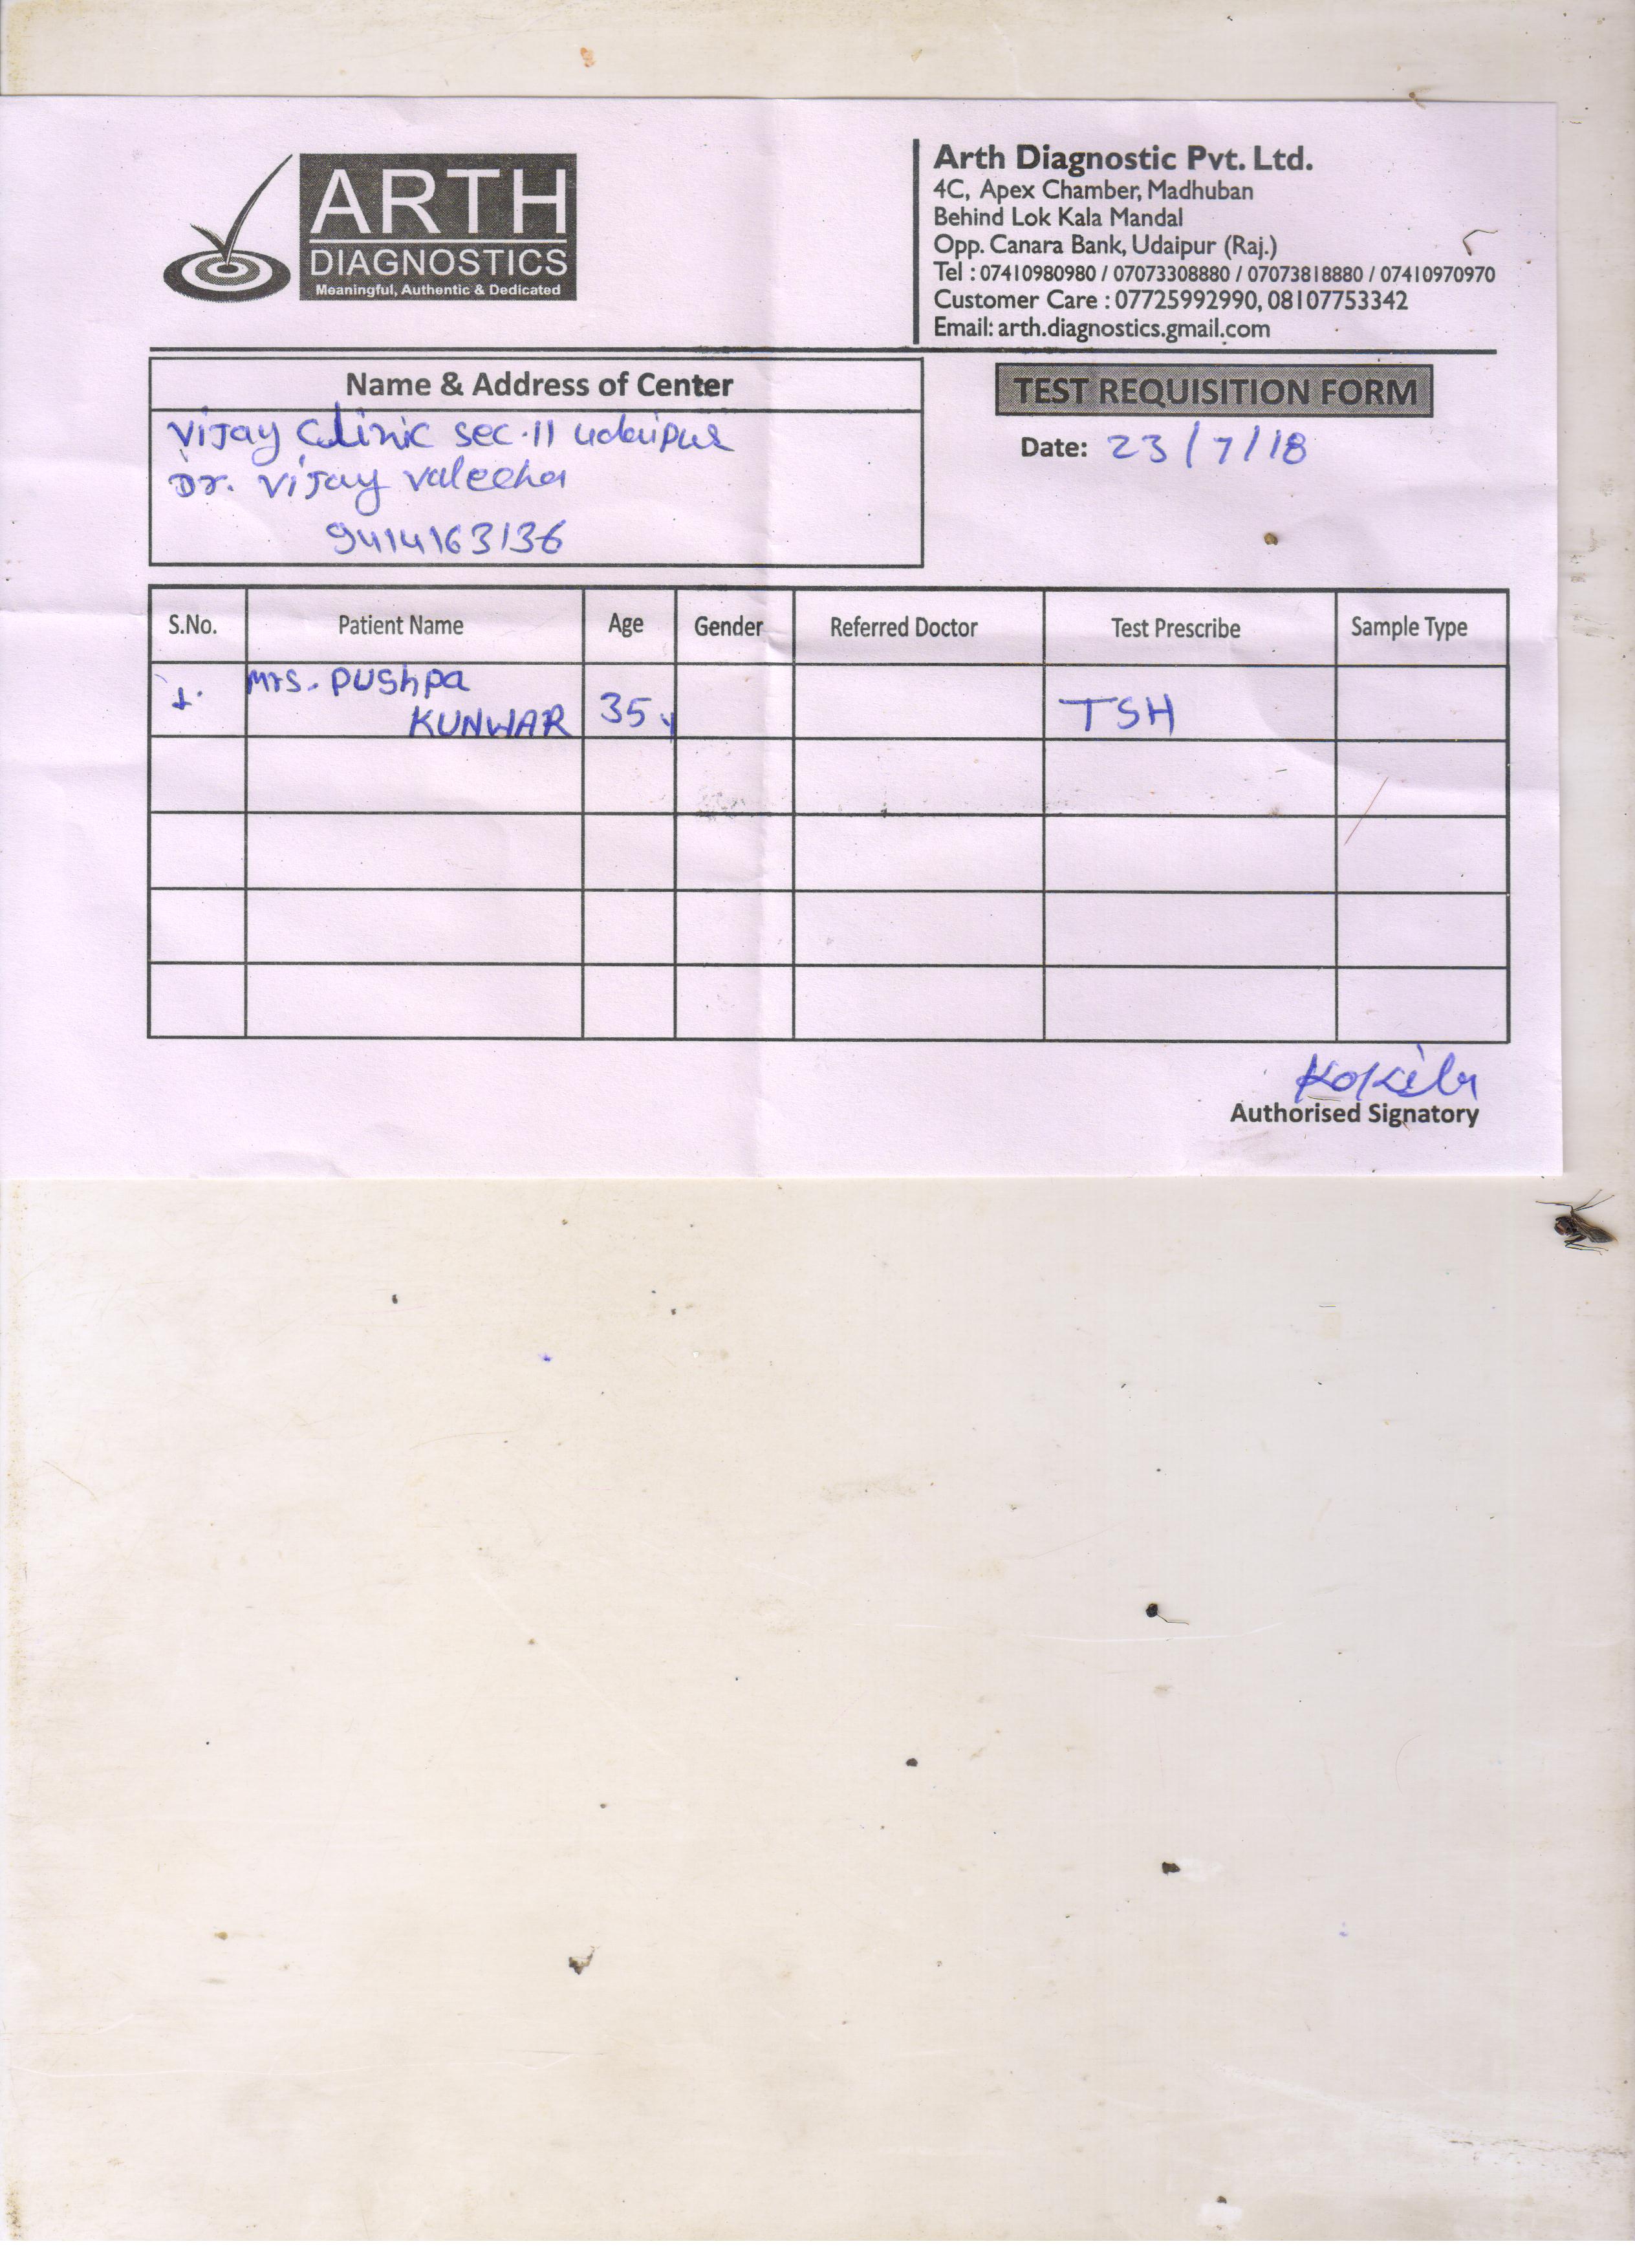 ARTH
DIAGNOSTICS
Meaningful, Authentic & Dedicated
Arth Diagnostic Pvt. Ltd.
4C, Apex Chamber, Madhuban
Behind Lok Kala Mandal
Opp. Canara Bank, Udaipur (Raj.)
Tel : 07410980980 / 07073308880 / 07073818880 / 07410970970
Customer Care : 07725992990, 08107753342
Email: arth.diagnostics.gmail.com
Name & Address of Center
Vijay Clinic sec.11 udaipur
Dr. Vijay Valecha
9414163136
TEST REQUISITION FORM
Date: 23/7/18
S.No. Patient Name Age Gender Referred Doctor Test Prescribe Sample Type
1. Mrs. Pushpa
KUNWAR 35y TSH
Kokila
Authorised Signatory